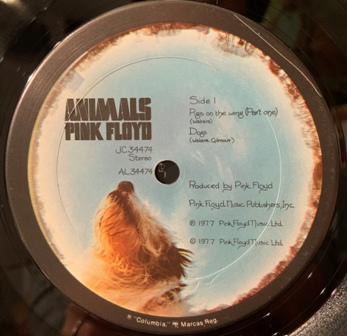 ANIMALS
PINK FLOYD
JC 34474
Stereo
AL 34474
Side 1
Pigs on the wing (Part one)
(Waters)
Dogs
(Waters, Gilmour)
Produced by Pink Floyd
Pink Floyd Music Publishers, Inc.
℗ 1977 Pink Floyd Music Ltd.
© 1977 Pink Floyd Music Ltd.
® "Columbia," Marcas Reg.